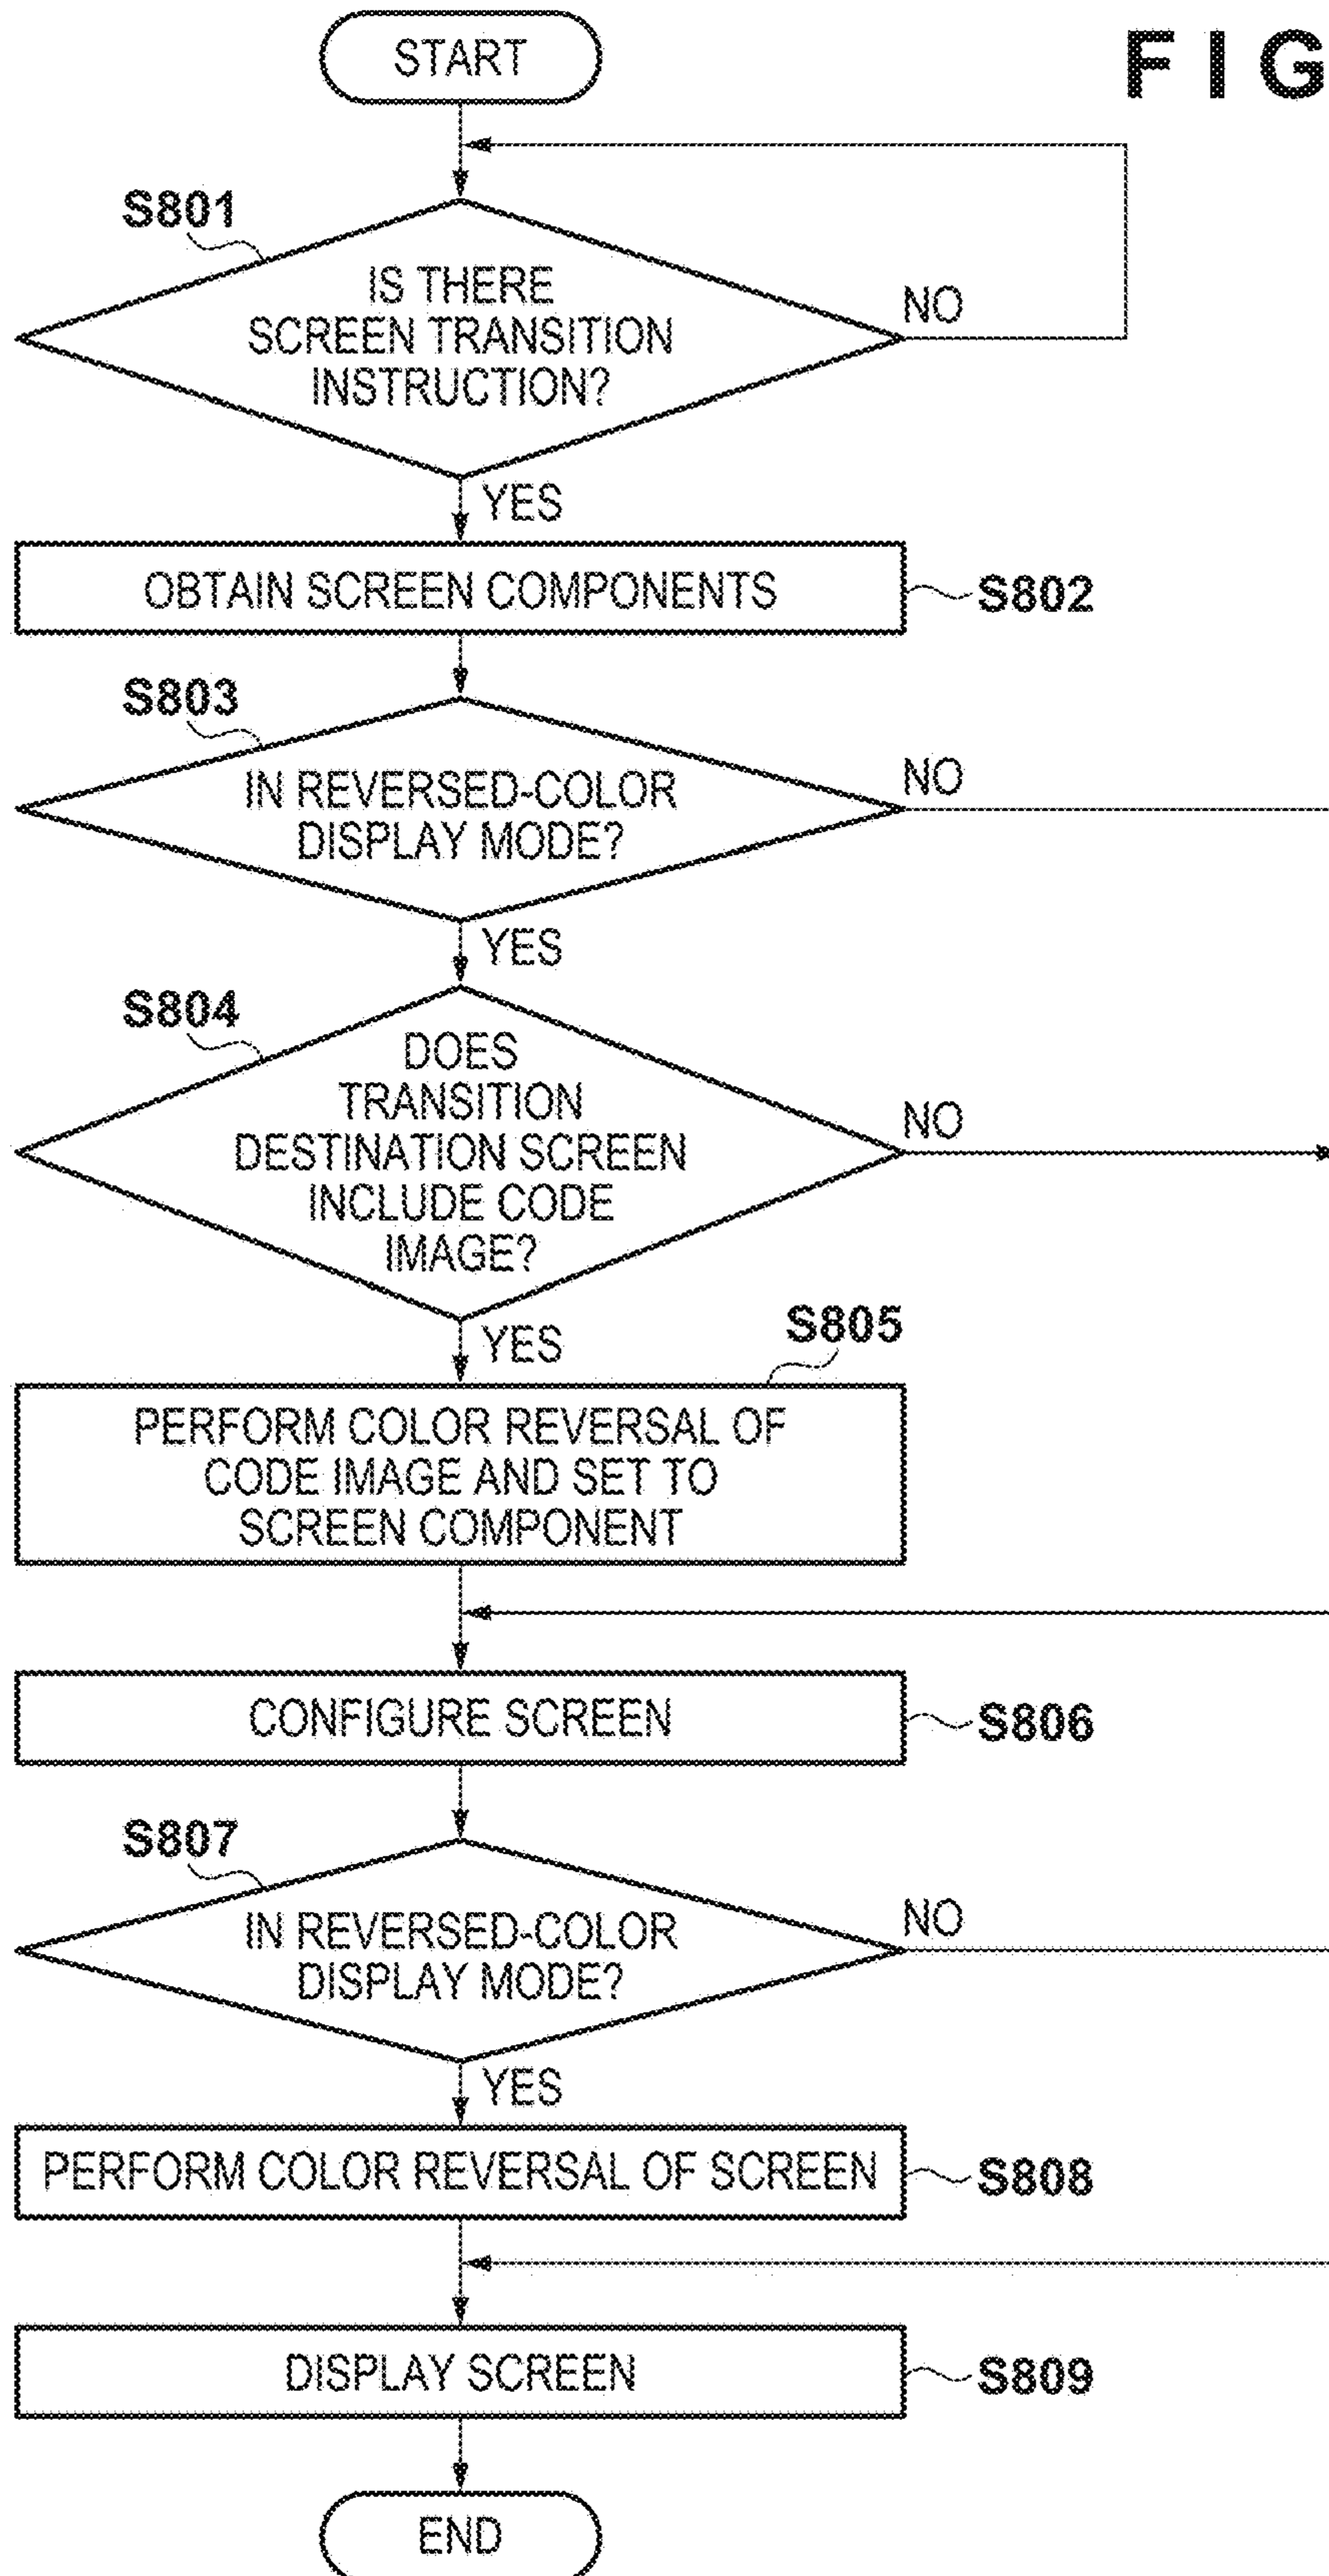 START
FIG
S801
IS THERE
SCREEN TRANSITION
INSTRUCTION?
NO
YES
OBTAIN SCREEN COMPONENTS
S802
S803
IN REVERSED-COLOR
DISPLAY MODE?
NO
YES
S804
DOES
TRANSITION
DESTINATION SCREEN
INCLUDE CODE
IMAGE?
NO
YES
S805
PERFORM COLOR REVERSAL OF
CODE IMAGE AND SET TO
SCREEN COMPONENT
CONFIGURE SCREEN
S806
S807
IN REVERSED-COLOR
DISPLAY MODE?
NO
YES
PERFORM COLOR REVERSAL OF SCREEN
S808
DISPLAY SCREEN
S809
END